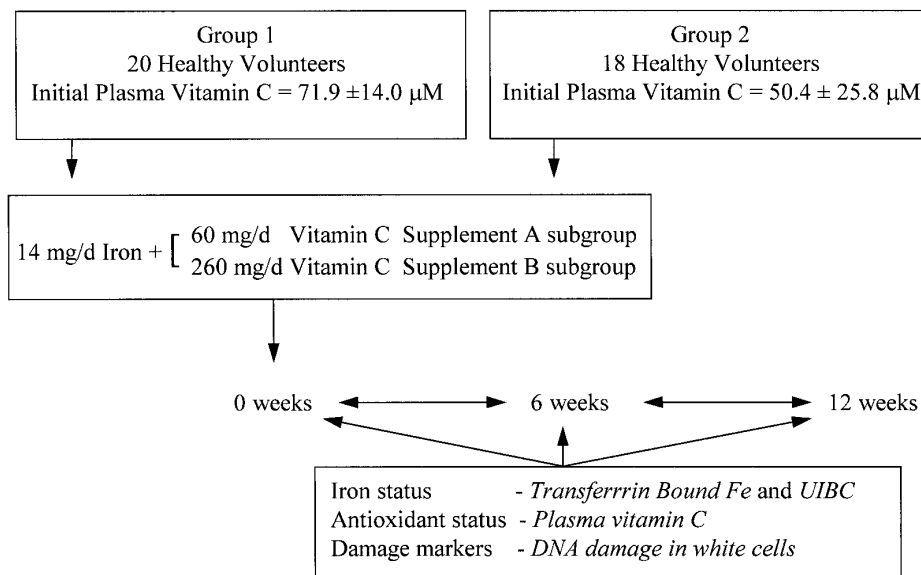 Group 1
20 Healthy Volunteers
Initial Plasma Vitamin C = 71.9 ±14.0 µM
Group 2
18 Healthy Volunteers
Initial Plasma Vitamin C = 50.4 ± 25.8 µM
14 mg/d Iron + [
60 mg/d Vitamin C Supplement A subgroup
260 mg/d Vitamin C Supplement B subgroup
0 weeks 6 weeks 12 weeks
Iron status - Transferrrin Bound Fe and UIBC
Antioxidant status - Plasma vitamin C
Damage markers - DNA damage in white cells